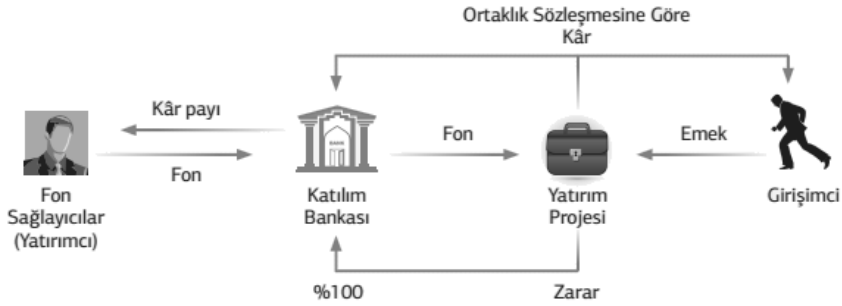 Ortaklık Sözleşmesine Göre
Kâr
Kâr payı
Fon
Fon
Emek
Fon
Sağlayıcılar
(Yatırımcı)
Katılım
Bankası
Yatırım
Projesi
Girişimci
%100
Zarar